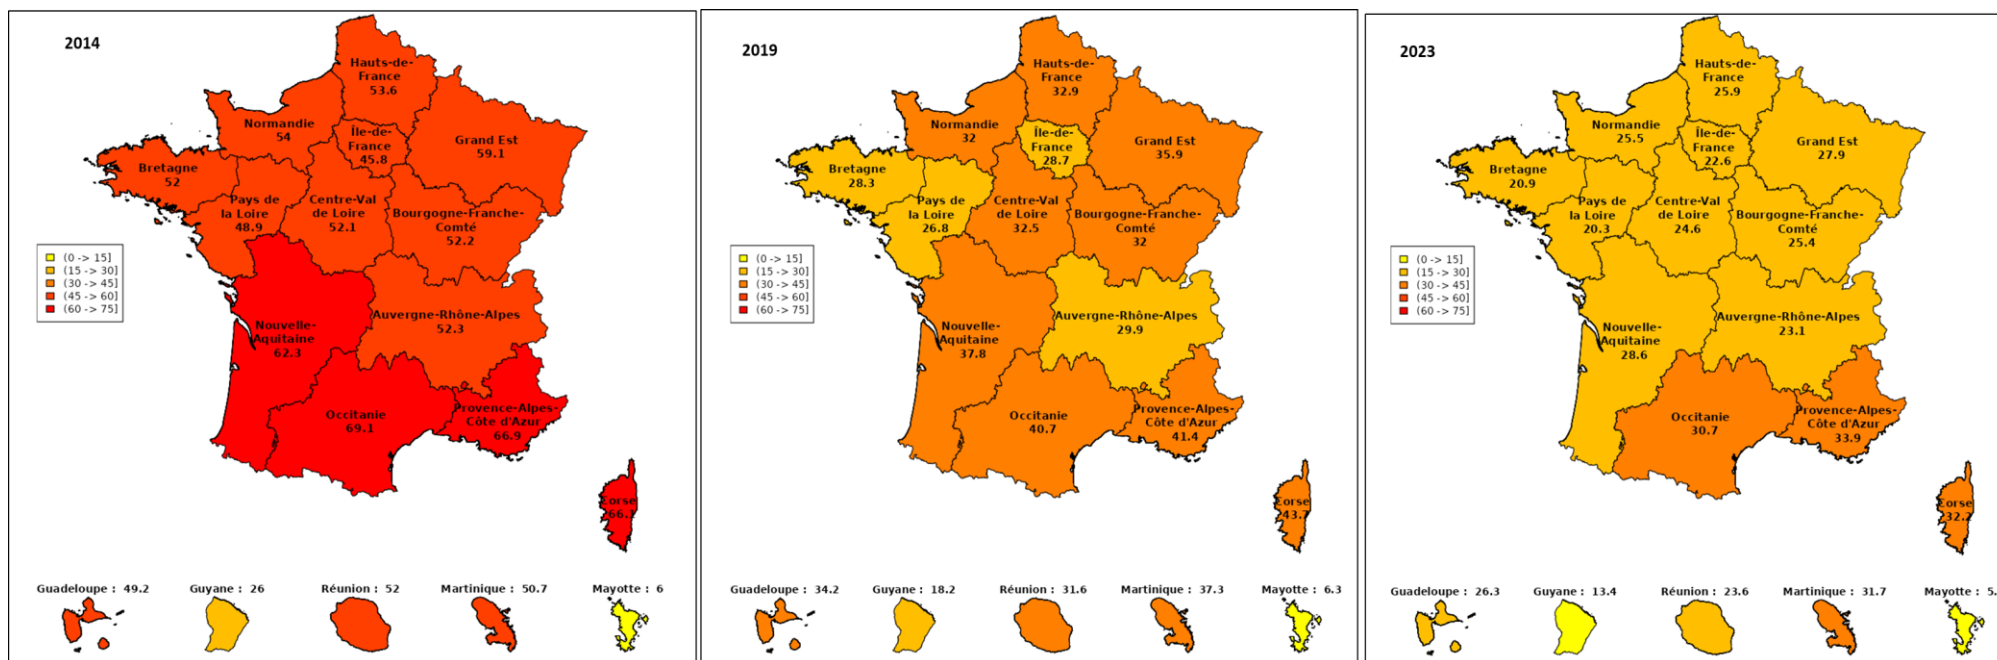 2014
Hauts-de-
France
53.6
Normandie
54
Île-de-
France
45.8
Grand Est
59.1
Bretagne
52
Pays de
la Loire
48.9
Centre-Val
de Loire
52.1
Bourgogne-Franche-
Comté
52.2
(0 -> 15]
(15 -> 30]
(30 -> 45]
(45 -> 60]
(60 -> 75]
Nouvelle-
Aquitaine
62.3
Auvergne-Rhône-Alpes
52.3
Occitanie
69.1
Provence-Alpes-
Côte d'Azur
66.9
Corse
66.1
Guadeloupe : 49.2
Guyane : 26
Réunion : 52
Martinique : 50.7
Mayotte : 6
2019
Hauts-de-
France
32.9
Normandie
32
Île-de-
France
28.7
Grand Est
35.9
Bretagne
28.3
Pays de
la Loire
26.8
Centre-Val
de Loire
32.5
Bourgogne-Franche-
Comté
32
(0 -> 15]
(15 -> 30]
(30 -> 45]
(45 -> 60]
(60 -> 75]
Nouvelle-
Aquitaine
37.8
Auvergne-Rhône-Alpes
29.9
Occitanie
40.7
Provence-Alpes-
Côte d'Azur
41.4
Corse
43.7
Guadeloupe : 34.2
Guyane : 18.2
Réunion : 31.6
Martinique : 37.3
Mayotte : 6.3
2023
Hauts-de-
France
25.9
Normandie
25.5
Île-de-
France
22.6
Grand Est
27.9
Bretagne
20.9
Pays de
la Loire
20.3
Centre-Val
de Loire
24.6
Bourgogne-Franche-
Comté
25.4
(0 -> 15]
(15 -> 30]
(30 -> 45]
(45 -> 60]
(60 -> 75]
Nouvelle-
Aquitaine
28.6
Auvergne-Rhône-Alpes
23.1
Occitanie
30.7
Provence-Alpes-
Côte d'Azur
33.9
Corse
32.2
Guadeloupe : 26.3
Guyane : 13.4
Réunion : 23.6
Martinique : 31.7
Mayotte : 5.